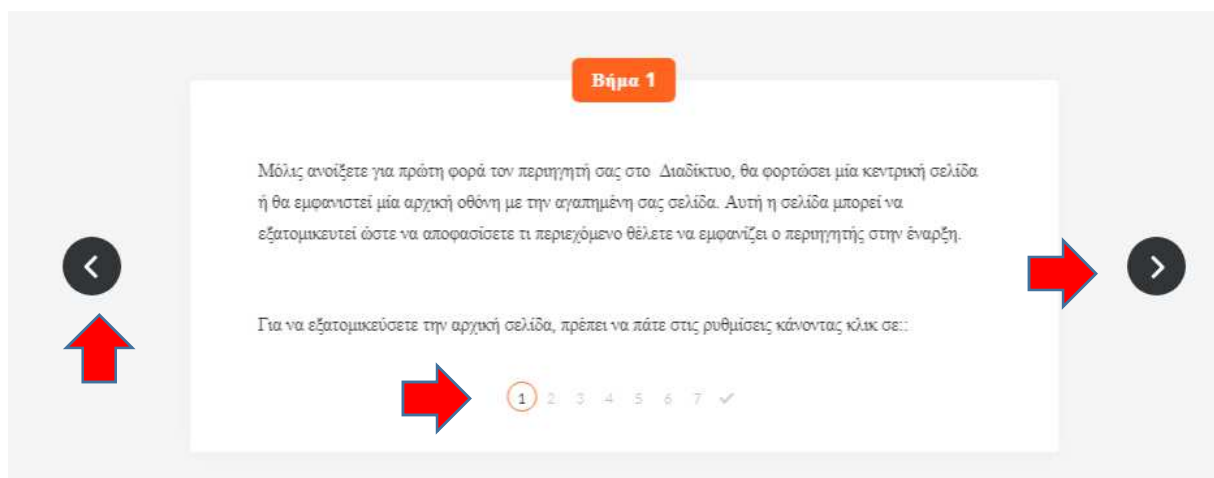 Βήμα 1
Μόλις ανοίξετε για πρώτη φορά τον περιηγητή σας στο Διαδίκτυο, θα φορτώσει μία κεντρική σελίδα
ή θα εμφανιστεί μία αρχική οθόνη με την αγαπημένη σας σελίδα. Αυτή η σελίδα μπορεί να
εξατομικευτεί ώστε να αποφασίσετε τι περιεχόμενο θέλετε να εμφανίζει ο περιηγητής στην έναρξη.
Για να εξατομικεύσετε την αρχική σελίδα, πρέπει να πάτε στις ρυθμίσεις κάνοντας κλικ σε::
1 2 3 4 5 6 7 ✓